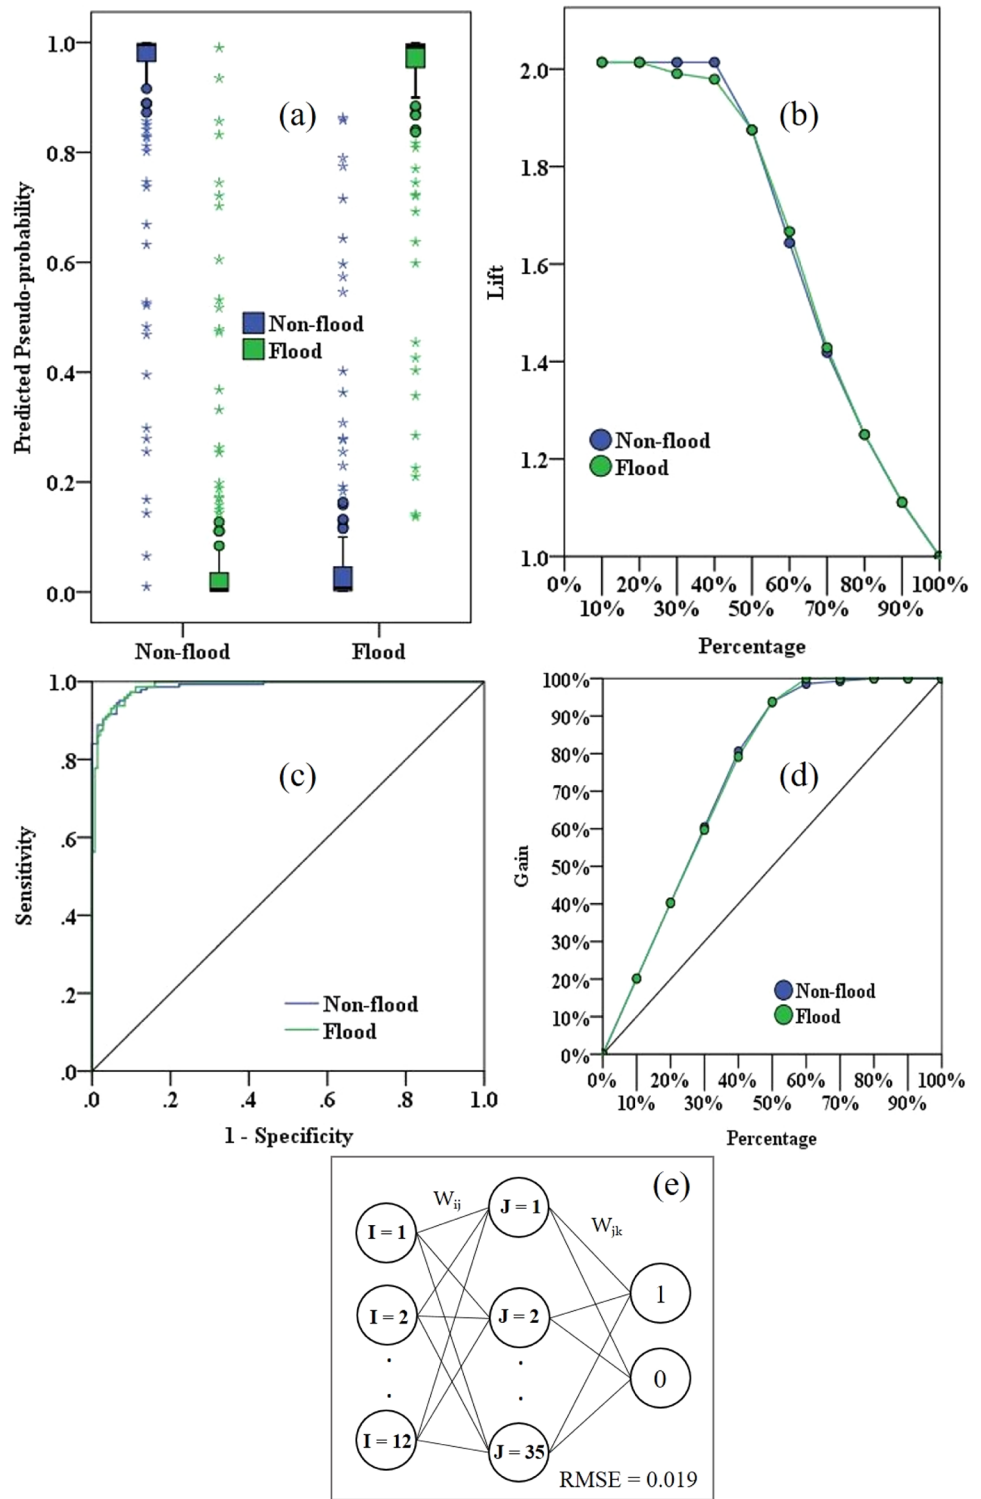 (a)
Predicted Pseudo-probability
1.0
0.8
0.6
0.4
0.2
0.0
Non-flood
Flood
Non-flood
Flood
(b)
Lift
2.0
1.8
1.6
1.4
1.2
1.0
Non-flood
Flood
0%
20%
40%
60%
80%
100%
10%
30%
50%
70%
90%
Percentage
(c)
Sensitivity
1.0
.8
.6
.4
.2
.0
Non-flood
Flood
.0
.2
.4
.6
.8
1.0
1 - Specificity
(d)
Gain
100%
90%
80%
70%
60%
50%
40%
30%
20%
10%
0%
Non-flood
Flood
0%
20%
40%
60%
80%
100%
10%
30%
50%
70%
90%
Percentage
(e)
Wij
Wjk
I = 1
I = 2
.
.
I = 12
J = 1
J = 2
.
.
J = 35
1
0
RMSE = 0.019